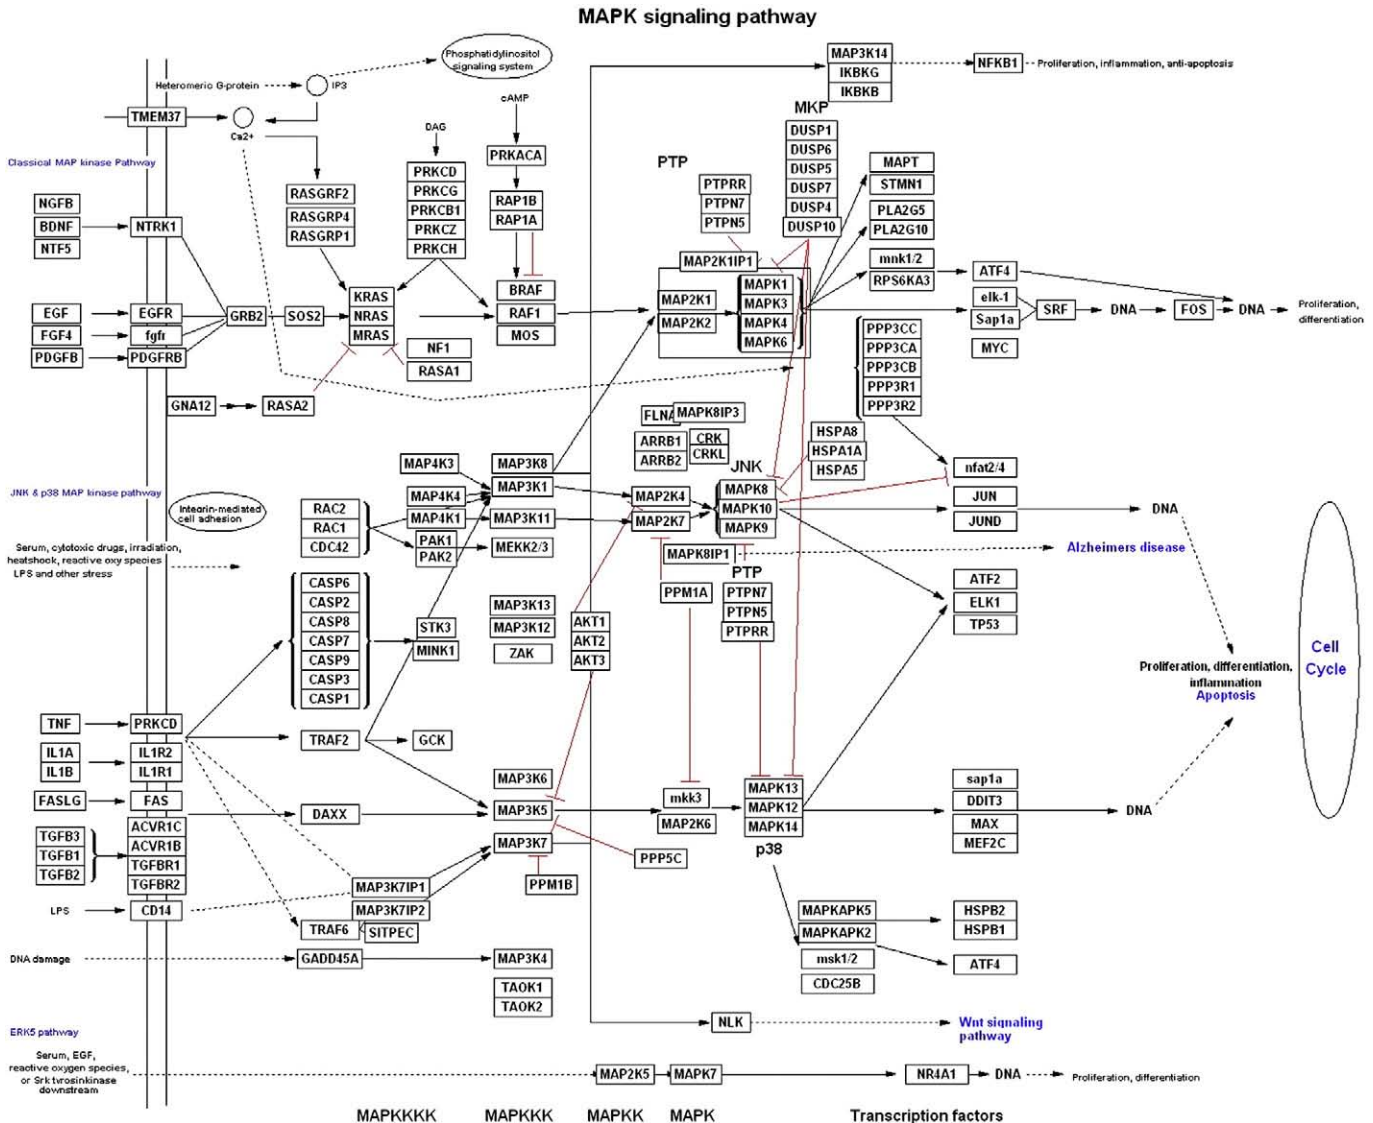 MAPK signaling pathway
Phosphatidylinositol
signaling system
Heteromeric G-protein
IP3
MAP3K14
IKBKG
IKBKB
NFKB1
Proliferation, inflammation, anti-apoptosis
TMEM37
Ca2+
cAMP
DAG
MKP
Classical MAP kinase Pathway
PRKACA
PTP
DUSP1
DUSP6
DUSP5
DUSP7
DUSP4
DUSP10
NGFB
BDNF
NTF5
NTRK1
RASGRF2
RASGRP4
RASGRP1
PRKCD
PRKCG
PRKCB1
PRKCZ
PRKCH
RAP1B
RAP1A
PTPRR
PTPN7
PTPN5
MAPT
STMN1
PLA2G5
PLA2G10
mnk1/2
RPS6KA3
ATF4
MAP2K1IP1
EGF
FGF4
PDGFB
EGFR
fgfr
PDGFRB
GRB2
SOS2
KRAS
NRAS
MRAS
BRAF
RAF1
MOS
MAP2K1
MAP2K2
MAPK1
MAPK3
MAPK4
MAPK6
elk-1
Sap1a
SRF
DNA
FOS
DNA
Proliferation,
differentiation
MYC
NF1
RASA1
PPP3CC
PPP3CA
PPP3CB
PPP3R1
PPP3R2
GNA12
RASA2
FLNA
MAPK8IP3
ARRB1
ARRB2
CRK
CRKL
HSPA8
HSPA1A
HSPA5
JNK & p38 MAP kinase pathway
Integrin-mediated
cell adhesion
MAP4K3
MAP4K4
MAP4K1
MAP3K8
MAP3K1
MAP3K11
JNK
MAP2K4
MAP2K7
MAPK8
MAPK10
MAPK9
nfat2/4
JUN
JUND
DNA
RAC2
RAC1
CDC42
PAK1
PAK2
MEKK2/3
MAPK8IP1
Alzheimers disease
Serum, cytotoxic drugs, irradiation,
heatshock, reactive oxy species
LPS and other stress
PTP
PPM1A
PTPN7
PTPN5
PTPRR
ATF2
ELK1
TP53
CASP6
CASP2
CASP8
CASP7
CASP9
CASP3
CASP1
STK3
MINK1
MAP3K13
MAP3K12
ZAK
AKT1
AKT2
AKT3
Proliferation, differentiation,
inflammation
Apoptosis
Cell
Cycle
TNF
IL1A
IL1B
FASLG
PRKCD
IL1R2
IL1R1
FAS
TRAF2
GCK
DAXX
MAP3K6
MAP3K5
MAP3K7
mkk3
MAP2K6
MAPK13
MAPK12
MAPK14
p38
sap1a
DDIT3
MAX
MEF2C
DNA
TGFB3
TGFB1
TGFB2
ACVR1C
ACVR1B
TGFBR1
TGFBR2
PPP5C
PPM1B
LPS
CD14
MAP3K7IP1
MAP3K7IP2
TRAF6
SITPEC
MAPKAPK5
MAPKAPK2
msk1/2
CDC25B
HSPB2
HSPB1
ATF4
DNA damage
GADD45A
MAP3K4
TAOK1
TAOK2
ERK5 pathway
NLK
Wnt signaling
pathway
Serum, EGF,
reactive oxygen species,
or Srk tyrosinkinase
downstream
MAP2K5
MAPK7
NR4A1
DNA
Proliferation, differentiation
MAPKKKK
MAPKKK
MAPKK
MAPK
Transcription factors